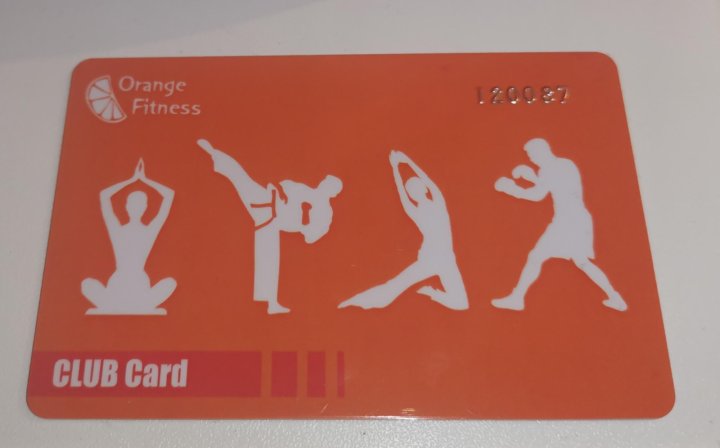 Orange
Fitness
120087
CLUB Card